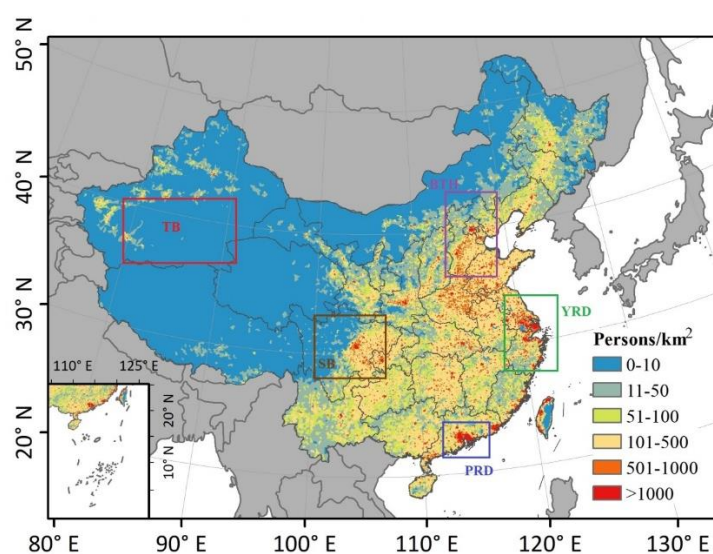 50° N
40° N
30° N
20° N
BTH
TB
YRD
SB
PRD
Persons/km²
0-10
11-50
51-100
101-500
501-1000
>1000
110° E 125° E
20° N
10° N
80° E 90° E 100° E 110° E 120° E 130° E